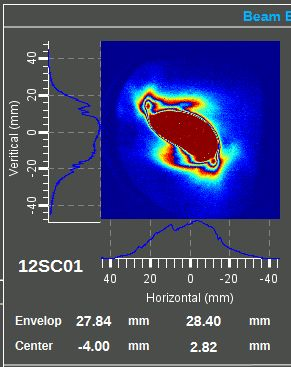 Beam E
40
20
0
-20
-40
Veritical (mm)
12SC01
40 20 0 -20 -40
Horizontal (mm)
Envelop 27.84 mm 28.40 mm
Center -4.00 mm 2.82 mm